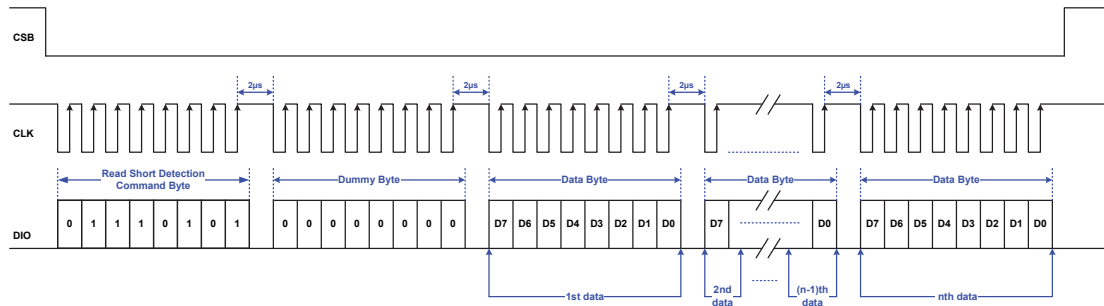 CSB
2µs 2µs 2µs 2µs
CLK
Read Short Detection
Command Byte
Dummy Byte
Data Byte
Data Byte
Data Byte
DIO
0 1 1 1 0 1 0 1
0 0 0 0 0 0 0 0
D7 D6 D5 D4 D3 D2 D1 D0
D7 D0
D7 D6 D5 D4 D3 D2 D1 D0
1st data
2nd
data
(n-1)th
data
nth data